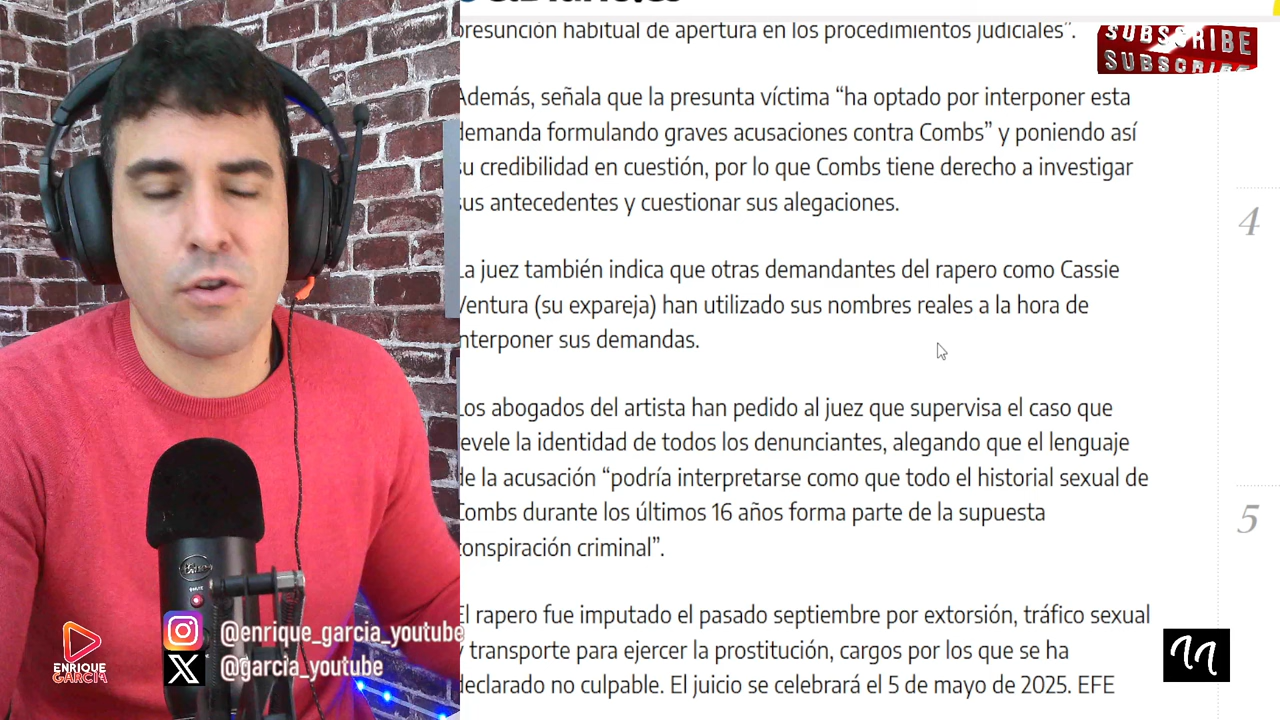 presunción habitual de apertura en los procedimientos judiciales”.
SUBSCRIBE
SUBSCRIBE
Además, señala que la presunta víctima “ha optado por interponer esta
demanda formulando graves acusaciones contra Combs” y poniendo así
su credibilidad en cuestión, por lo que Combs tiene derecho a investigar
sus antecedentes y cuestionar sus alegaciones.
4
La juez también indica que otras demandantes del rapero como Cassie
Ventura (su expareja) han utilizado sus nombres reales a la hora de
nterponer sus demandas.
Los abogados del artista han pedido al juez que supervisa el caso que
revele la identidad de todos los denunciantes, alegando que el lenguaje
de la acusación “podría interpretarse como que todo el historial sexual de
Combs durante los últimos 16 años forma parte de la supuesta
conspiración criminal”.
5
El rapero fue imputado el pasado septiembre por extorsión, tráfico sexual
y transporte para ejercer la prostitución, cargos por los que se ha
declarado no culpable. El juicio se celebrará el 5 de mayo de 2025. EFE
@enrique_garcia_youtube
@garcia_youtube
ENRIQUE
GARCIA